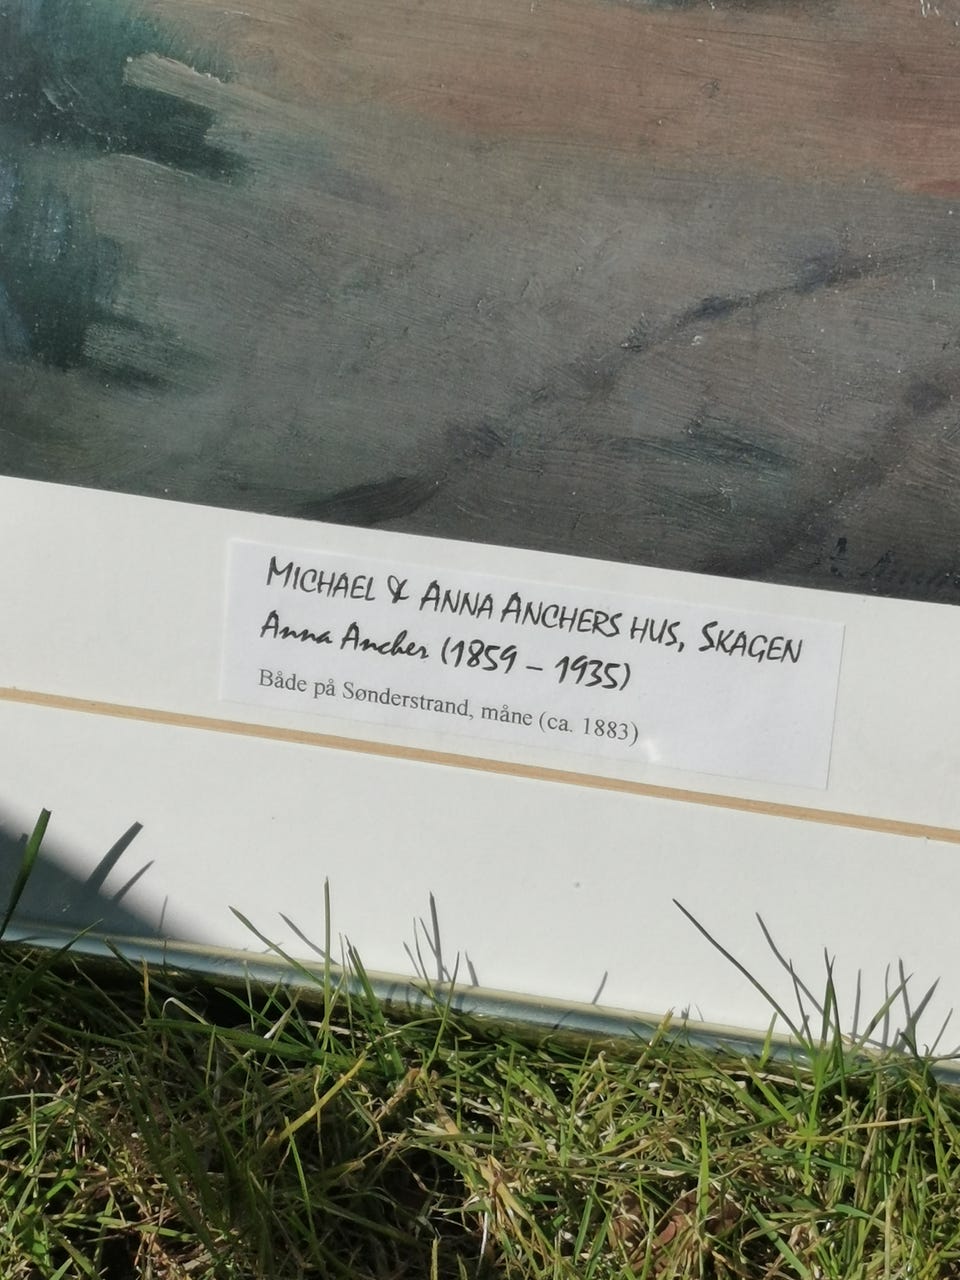 MICHAEL & ANNA ANCHERS HUS, SKAGEN
Anna Ancher (1859 – 1935)
Både på Sønderstrand, måne (ca. 1883)